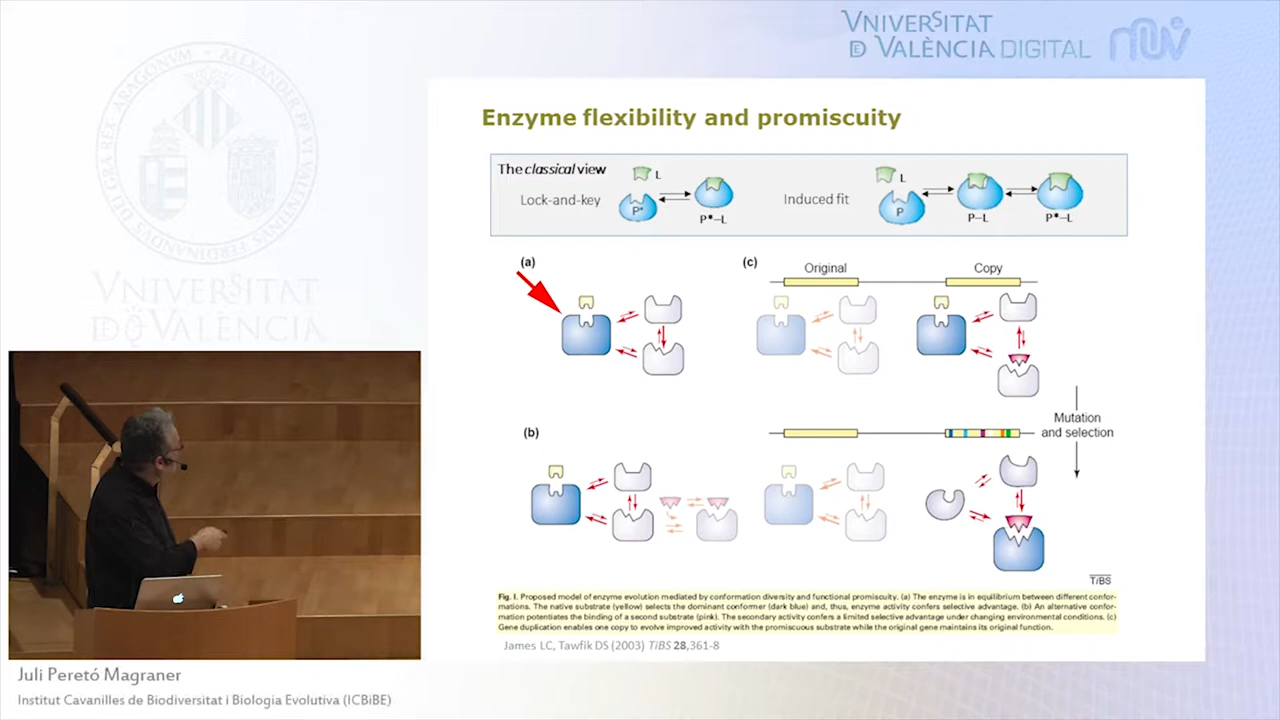 VNIVERSITAT
DE VALÈNCIA DIGITAL
VNIVERSITAT
DE VALÈNCIA
Enzyme flexibility and promiscuity
The classical view
Lock-and-key
L
P*
P*–L
Induced fit
L
P
P–L
P*–L
(a)
(c)
Original
Copy
(b)
Mutation
and selection
TiBS
Fig. I. Proposed model of enzyme evolution mediated by conformation diversity and functional promiscuity. (a) The enzyme is in equilibrium between different confor-
mations. The native substrate (yellow) selects the dominant conformer (dark blue) and, thus, enzyme activity confers selective advantage. (b) An alternative confor-
mation potentiates the binding of a second substrate (pink). The secondary activity confers a limited selective advantage under changing environmental conditions. (c)
Gene duplication enables one copy to evolve improved activity with the promiscuous substrate while the original gene maintains its original function.
James LC, Tawfik DS (2003) TiBS 28,361-8
Juli Peretó Magraner
Institut Cavanilles de Biodiversitat i Biologia Evolutiva (ICBiBE)